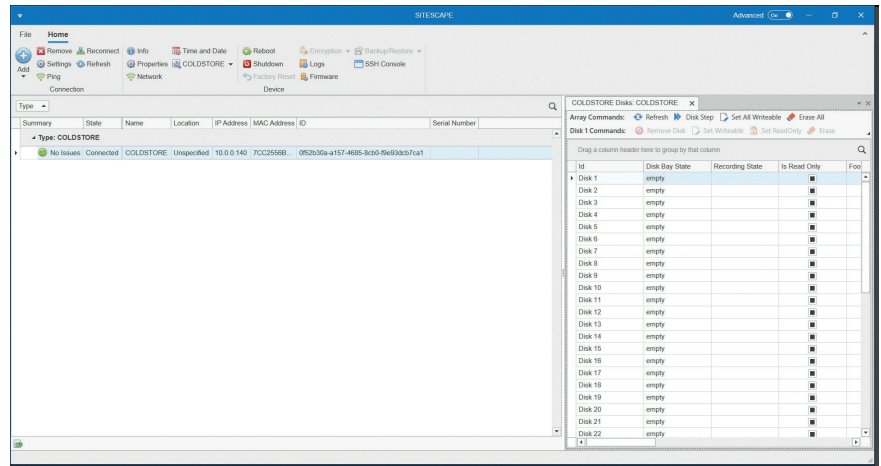 SITESCAPE
Advanced On
File Home
Remove Reconnect Info Time and Date Reboot Encryption Backup/Restore
Add Settings Refresh Properties COLDSTORE Shutdown Logs SSH Console
Ping Network Factory Reset Firmware
Connection Device
Type
Summary State Name Location IP Address MAC Address ID Serial Number
Type: COLDSTORE
No Issues Connected COLDSTORE Unspecified 10.0.0.140 7CC2556B... 0f52b30a-a157-4685-8cb0-f9e93dcb7ca1
COLDSTORE Disks: COLDSTORE
Array Commands: Refresh Disk Step Set All Writeable Erase All
Disk 1 Commands: Remove Disk Set Writeable Set ReadOnly Erase
Drag a column header here to group by that column
Id Disk Bay State Recording State Is Read Only Foo
Disk 1 empty
Disk 2 empty
Disk 3 empty
Disk 4 empty
Disk 5 empty
Disk 6 empty
Disk 7 empty
Disk 8 empty
Disk 9 empty
Disk 10 empty
Disk 11 empty
Disk 12 empty
Disk 13 empty
Disk 14 empty
Disk 15 empty
Disk 16 empty
Disk 17 empty
Disk 18 empty
Disk 19 empty
Disk 20 empty
Disk 21 empty
Disk 22 empty